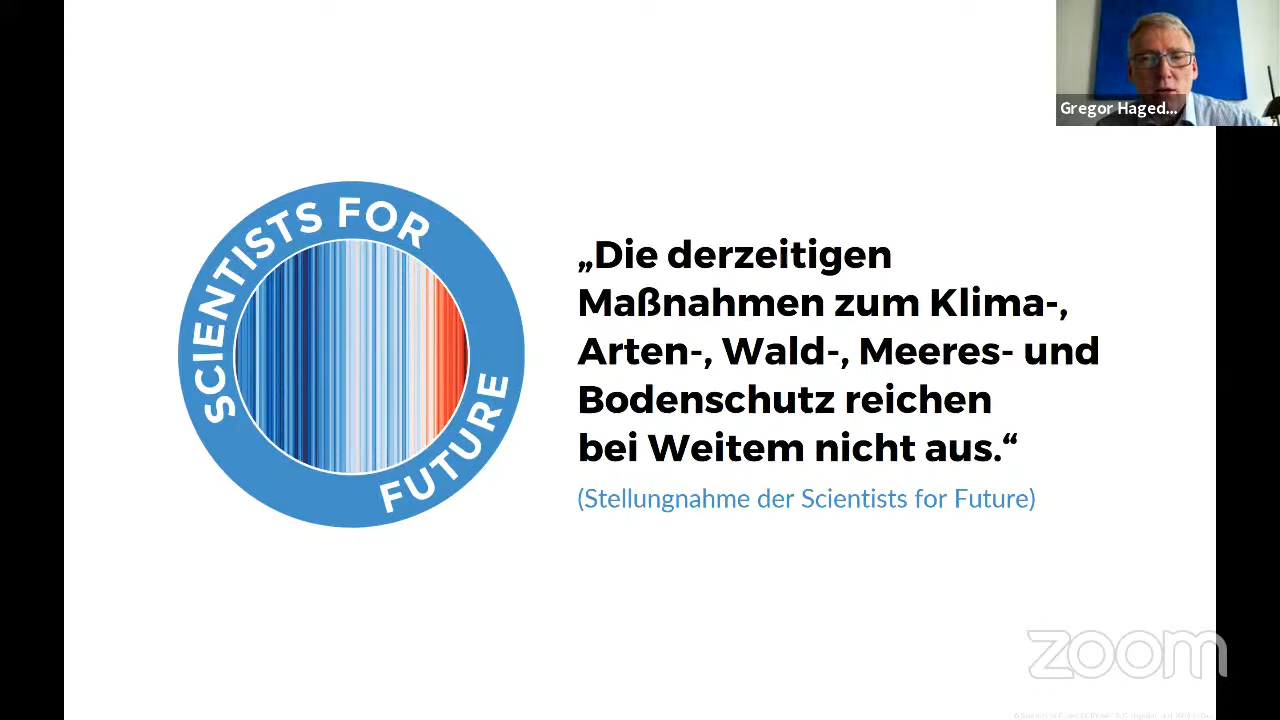 Gregor Haged...
SCIENTISTS FOR
FUTURE
„Die derzeitigen
Maßnahmen zum Klima-,
Arten-, Wald-, Meeres- und
Bodenschutz reichen
bei Weitem nicht aus.“
(Stellungnahme der Scientists for Future)
zoom